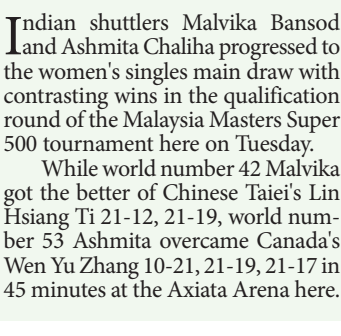 Indian shuttlers Malvika Bansod
and Ashmita Chaliha progressed to
the women's singles main draw with
contrasting wins in the qualification
round of the Malaysia Masters Super
500 tournament here on Tuesday.
While world number 42 Malvika
got the better of Chinese Taiei's Lin
Hsiang Ti 21-12, 21-19, world num-
ber 53 Ashmita overcame Canada's
Wen Yu Zhang 10-21, 21-19, 21-17 in
45 minutes at the Axiata Arena here.